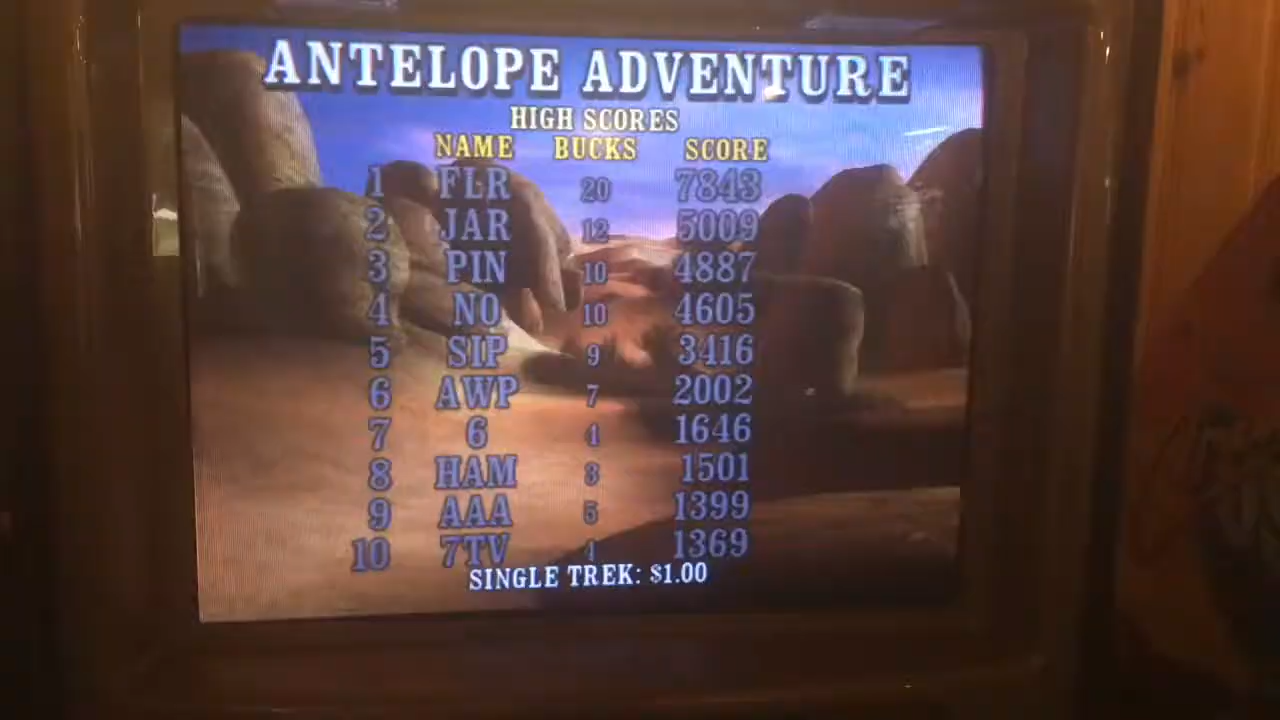 ANTELOPE ADVENTURE
HIGH SCORES
NAME BUCKS SCORE
1 FLR 20 7843
2 JAR 12 5009
3 PIN 10 4887
4 NO 10 4605
5 SIP 9 3416
6 AWP 7 2002
7 6 4 1646
8 HAM 3 1501
9 AAA 5 1399
10 7TV 4 1369
SINGLE TREK: $1.00